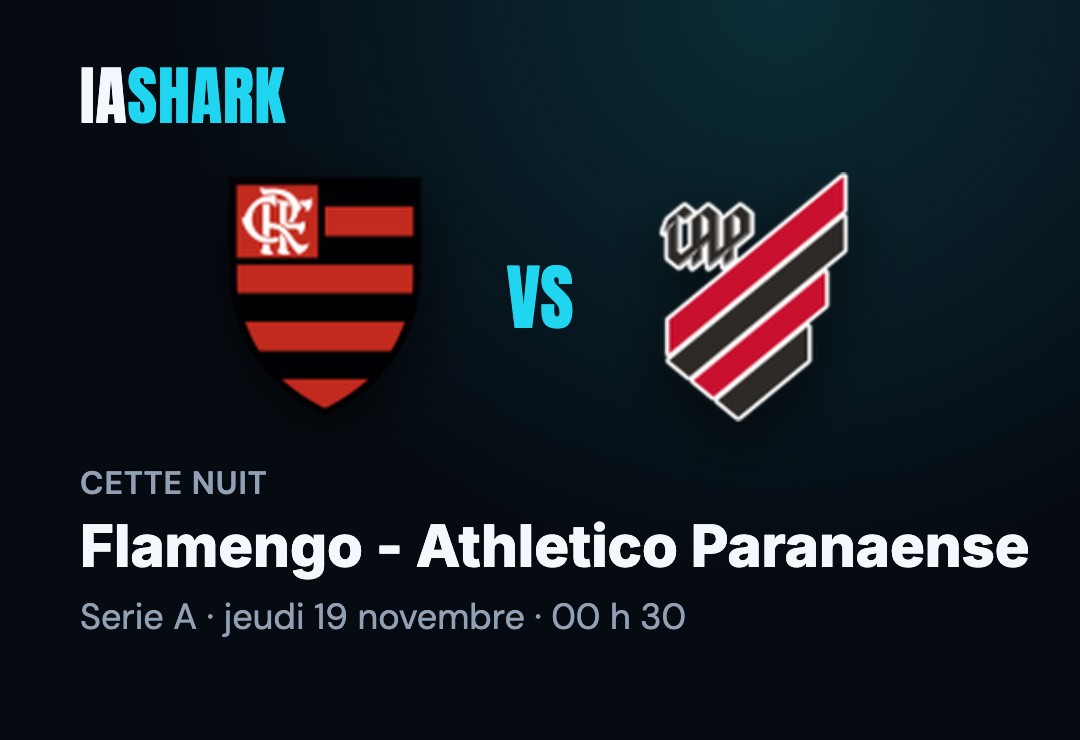 IASHARK
CRF
CAP
VS
CETTE NUIT
Flamengo - Athletico Paranaense
Serie A · jeudi 19 novembre · 00 h 30